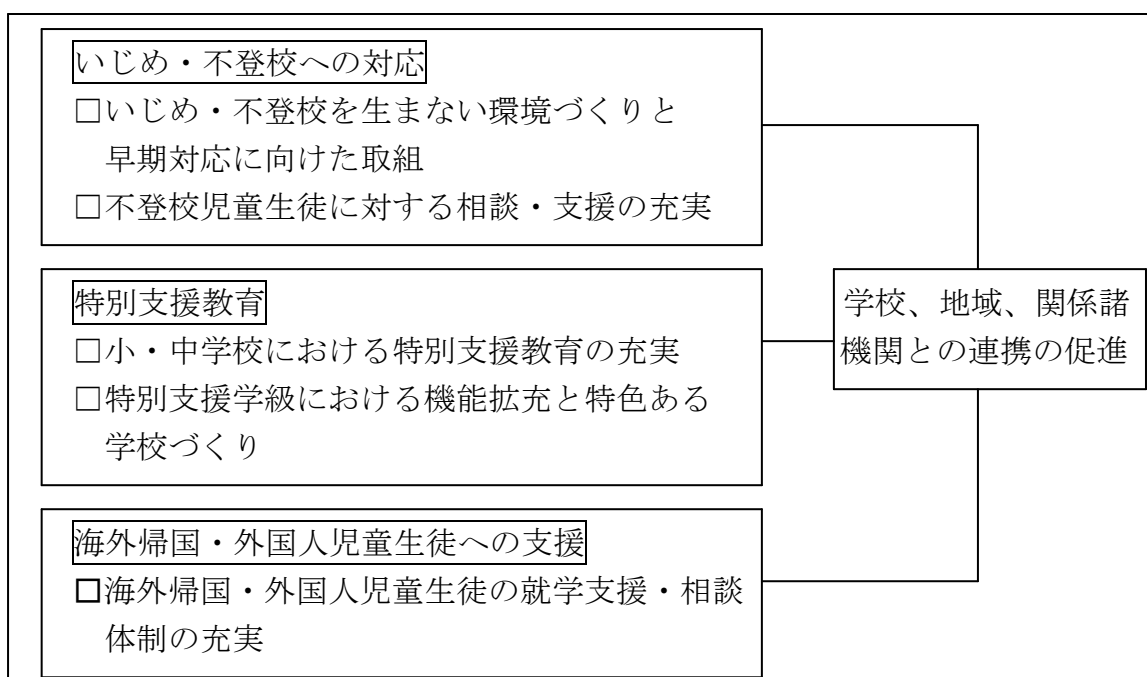 いじめ・不登校への対応
□いじめ・不登校を生まない環境づくりと
早期対応に向けた取組
□不登校児童生徒に対する相談・支援の充実
特別支援教育
□小・中学校における特別支援教育の充実
□特別支援学級における機能拡充と特色ある
学校づくり
海外帰国・外国人児童生徒への支援
□海外帰国・外国人児童生徒の就学支援・相談
体制の充実
学校、地域、関係諸
機関との連携の促進